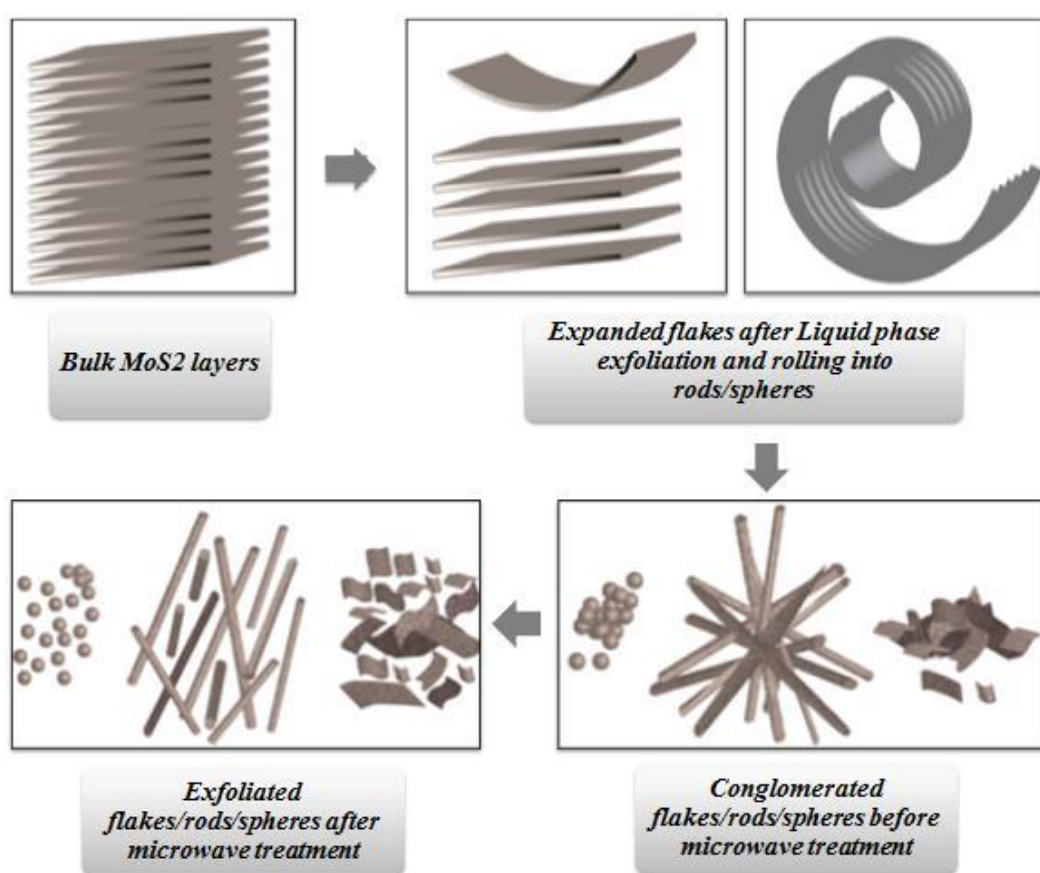 Bulk MoS2 layers
Expanded flakes after Liquid phase
exfoliation and rolling into
rods/spheres
Exfoliated
flakes/rods/spheres after
microwave treatment
Conglomerated
flakes/rods/spheres before
microwave treatment